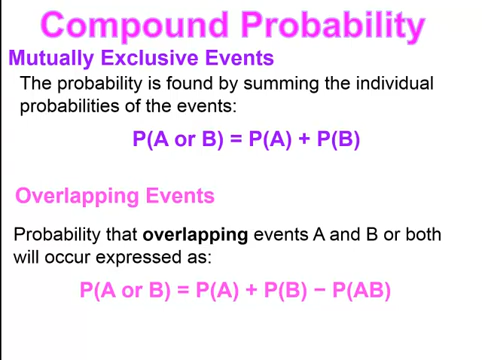 Compound Probability
Mutually Exclusive Events
The probability is found by summing the individual
probabilities of the events:
P(A or B) = P(A) + P(B)
Overlapping Events
Probability that overlapping events A and B or both
will occur expressed as:
P(A or B) = P(A) + P(B) − P(AB)